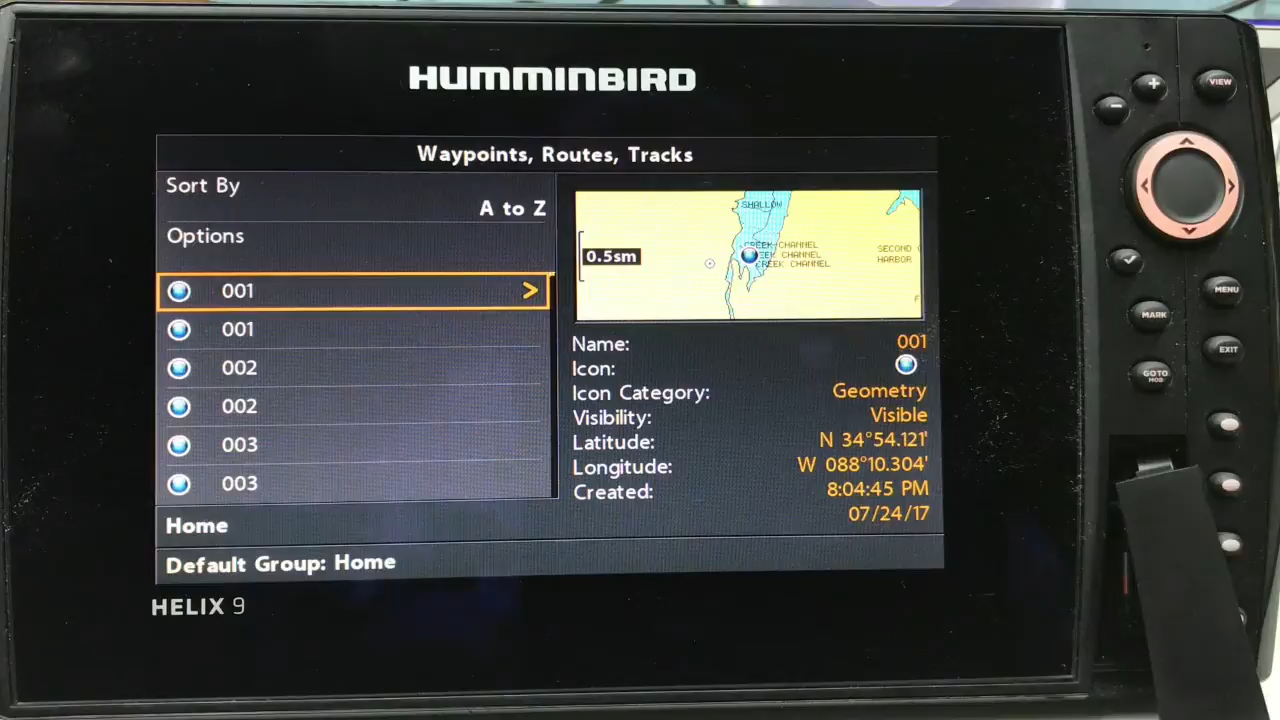 HUMMINBIRD
VIEW
Waypoints, Routes, Tracks
Sort By
A to Z
Options
001
001
002
002
003
003
Home
Default Group: Home
SHALLOW
CREEK CHANNEL
CREEK CHANNEL
SECOND
HARBOR
0.5sm
Name: 001
Icon:
Icon Category: Geometry
Visibility: Visible
Latitude: N 34°54.121'
Longitude: W 088°10.304'
Created: 8:04:45 PM
07/24/17
MENU
MARK
EXIT
GO TO
MOB
HELIX 9